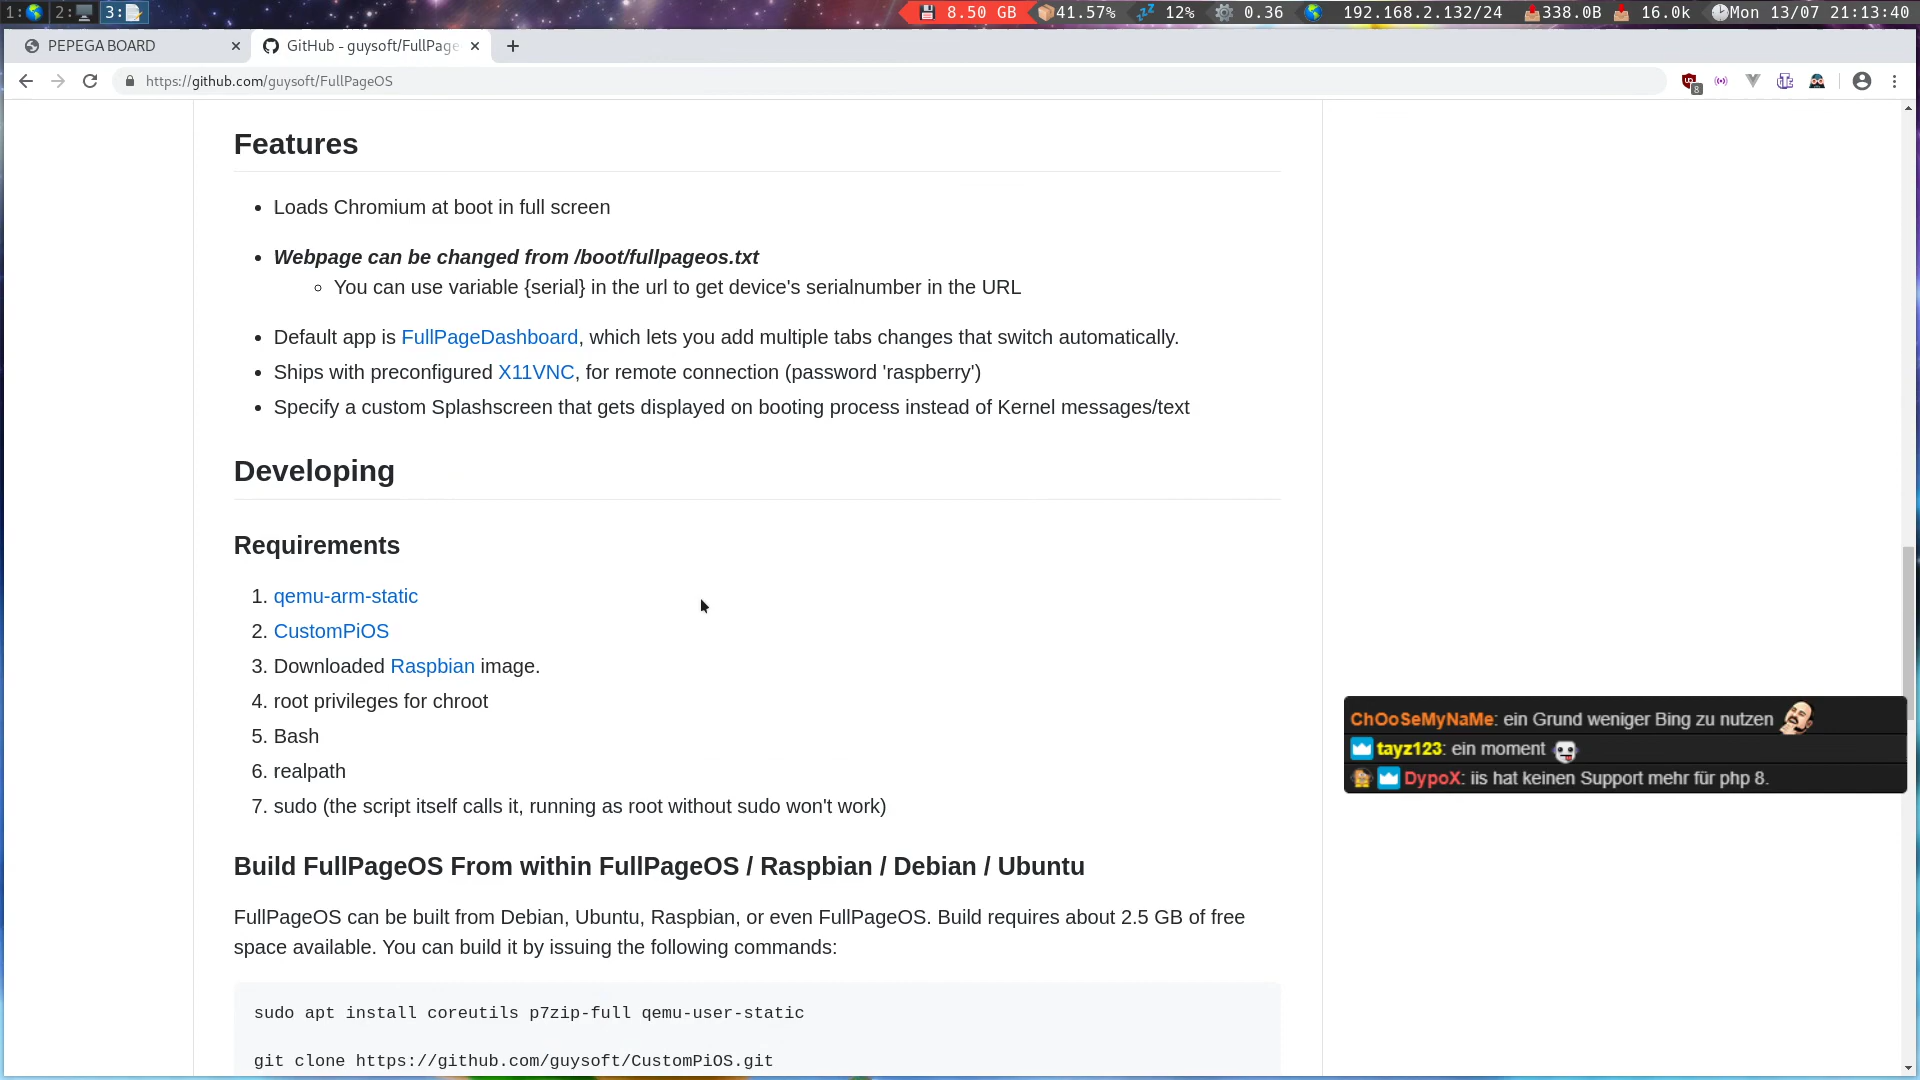 1: 2: 3: 8.50 GB 41.57% 12% 0.36 192.168.2.132/24 338.0B 16.0k Mon 13/07 21:13:40
PEPEGA BOARD GitHub - guysoft/FullPage
https://github.com/guysoft/FullPageOS 8
Features
Loads Chromium at boot in full screen
Webpage can be changed from /boot/fullpageos.txt
You can use variable {serial} in the url to get device's serialnumber in the URL
Default app is FullPageDashboard, which lets you add multiple tabs changes that switch automatically.
Ships with preconfigured X11VNC, for remote connection (password 'raspberry')
Specify a custom Splashscreen that gets displayed on booting process instead of Kernel messages/text
Developing
Requirements
1. qemu-arm-static
2. CustomPiOS
3. Downloaded Raspbian image.
4. root privileges for chroot
5. Bash
6. realpath
7. sudo (the script itself calls it, running as root without sudo won't work)
ChOoSeMyNaMe: ein Grund weniger Bing zu nutzen
tayz123: ein moment
DypoX: iis hat keinen Support mehr für php 8.
Build FullPageOS From within FullPageOS / Raspbian / Debian / Ubuntu
FullPageOS can be built from Debian, Ubuntu, Raspbian, or even FullPageOS. Build requires about 2.5 GB of free
space available. You can build it by issuing the following commands:
sudo apt install coreutils p7zip-full qemu-user-static
git clone https://github.com/guysoft/CustomPiOS.git